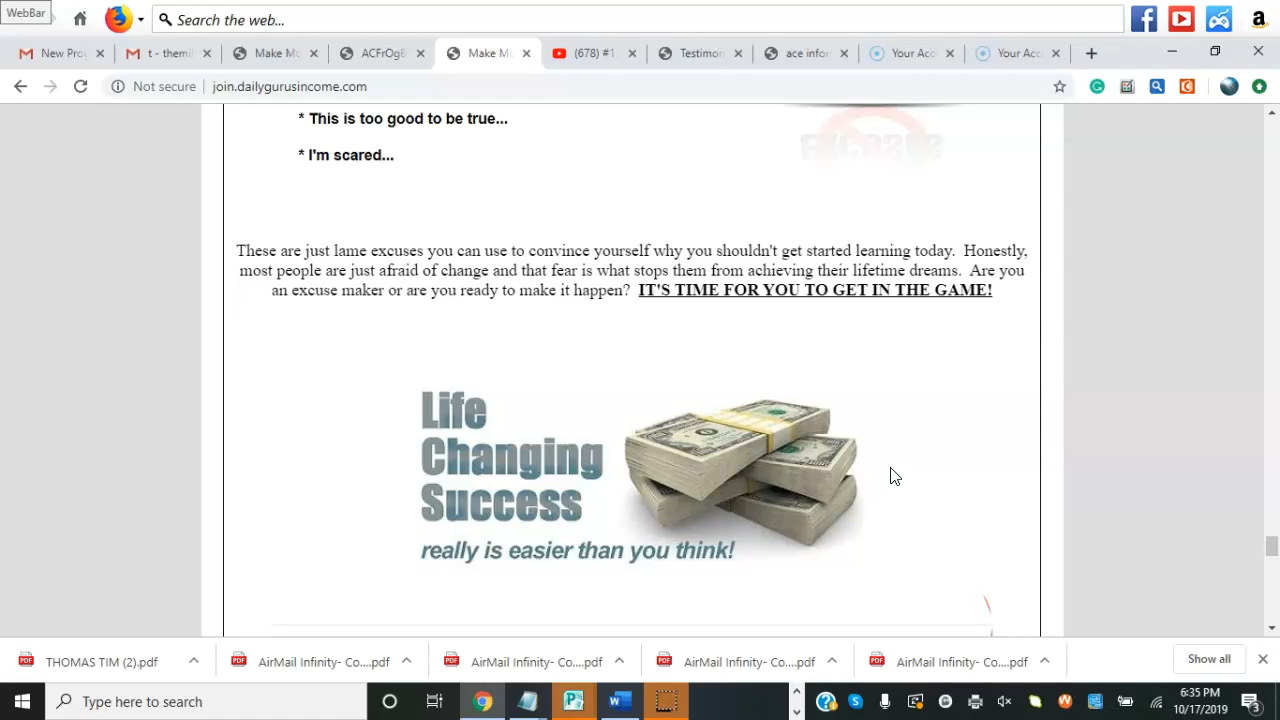 WebBar
Search the web...
New Prog
t - themil
Make Mo
ACFrOgB
Make Mo
(678) #1
Testimon
ace infor
Your Acc
Your Acc
Not secure | join.dailygurusincome.com
* This is too good to be true...
* I'm scared...
These are just lame excuses you can use to convince yourself why you shouldn't get started learning today. Honestly,
most people are just afraid of change and that fear is what stops them from achieving their lifetime dreams. Are you
an excuse maker or are you ready to make it happen? IT'S TIME FOR YOU TO GET IN THE GAME!
Life
Changing
Success
really is easier than you think!
THOMAS TIM (2).pdf
AirMail Infinity- Co....pdf
AirMail Infinity- Co....pdf
AirMail Infinity- Co....pdf
AirMail Infinity- Co....pdf
Show all
Type here to search
6:35 PM
10/17/2019
3